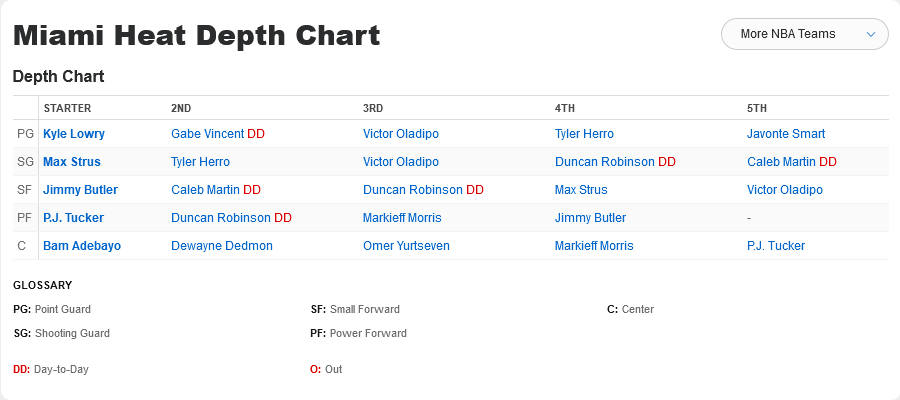 Miami Heat Depth Chart
More NBA Teams
Depth Chart
STARTER 2ND 3RD 4TH 5TH
PG Kyle Lowry Gabe Vincent DD Victor Oladipo Tyler Herro Javonte Smart
SG Max Strus Tyler Herro Victor Oladipo Duncan Robinson DD Caleb Martin DD
SF Jimmy Butler Caleb Martin DD Duncan Robinson DD Max Strus Victor Oladipo
PF P.J. Tucker Duncan Robinson DD Markieff Morris Jimmy Butler -
C Bam Adebayo Dewayne Dedmon Omer Yurtseven Markieff Morris P.J. Tucker
GLOSSARY
PG: Point Guard SF: Small Forward C: Center
SG: Shooting Guard PF: Power Forward
DD: Day-to-Day O: Out